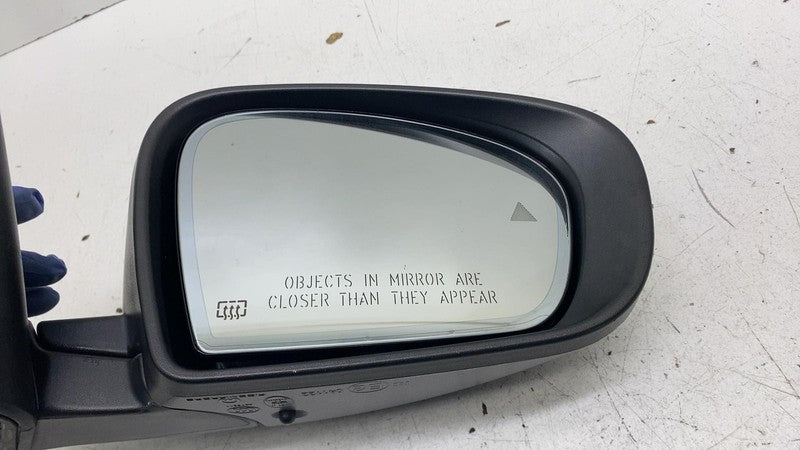 OBJECTS IN MIRROR ARE
CLOSER THAN THEY APPEAR